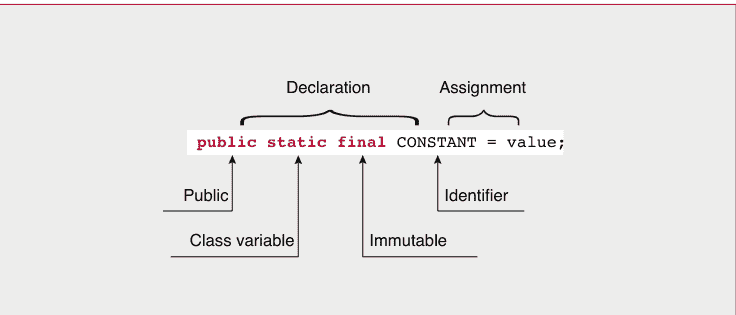 Declaration Assignment
public static final CONSTANT = value;
Public Identifier
Class variable Immutable